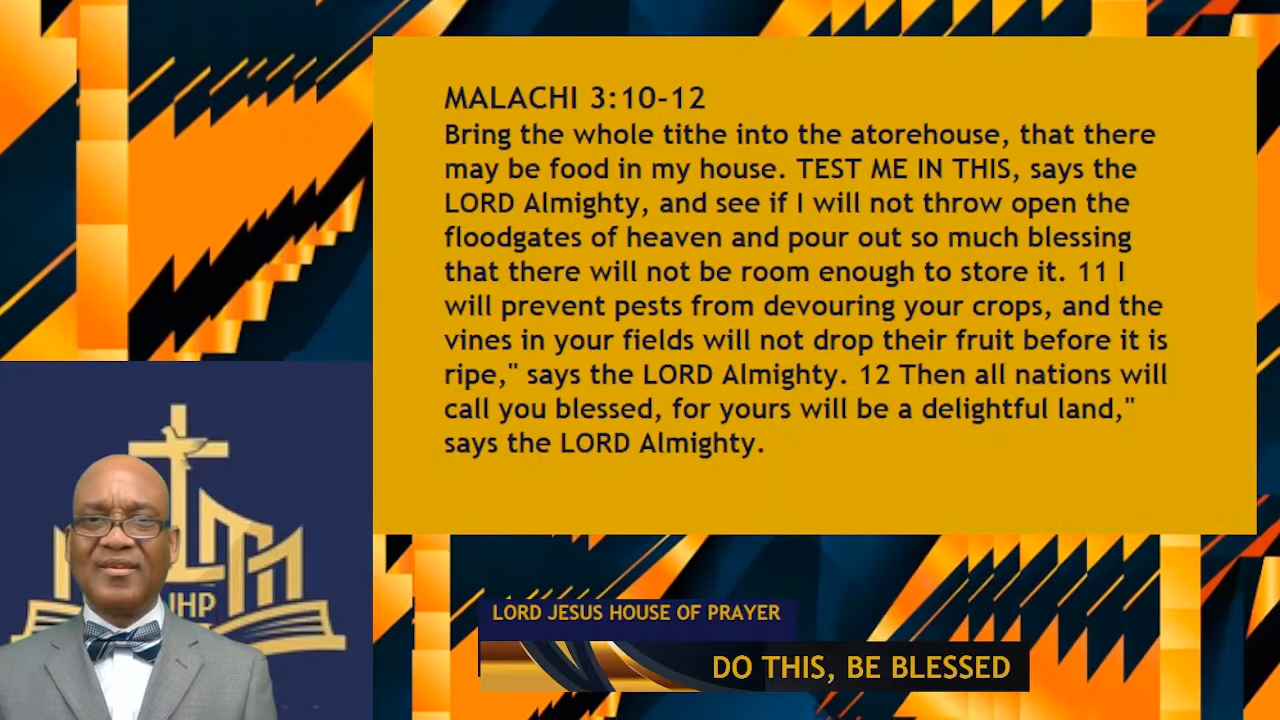 MALACHI 3:10-12
Bring the whole tithe into the atorehouse, that there
may be food in my house. TEST ME IN THIS, says the
LORD Almighty, and see if I will not throw open the
floodgates of heaven and pour out so much blessing
that there will not be room enough to store it. 11 I
will prevent pests from devouring your crops, and the
vines in your fields will not drop their fruit before it is
ripe," says the LORD Almighty. 12 Then all nations will
call you blessed, for yours will be a delightful land,"
says the LORD Almighty.
JHP
LORD JESUS HOUSE OF PRAYER
DO THIS, BE BLESSED